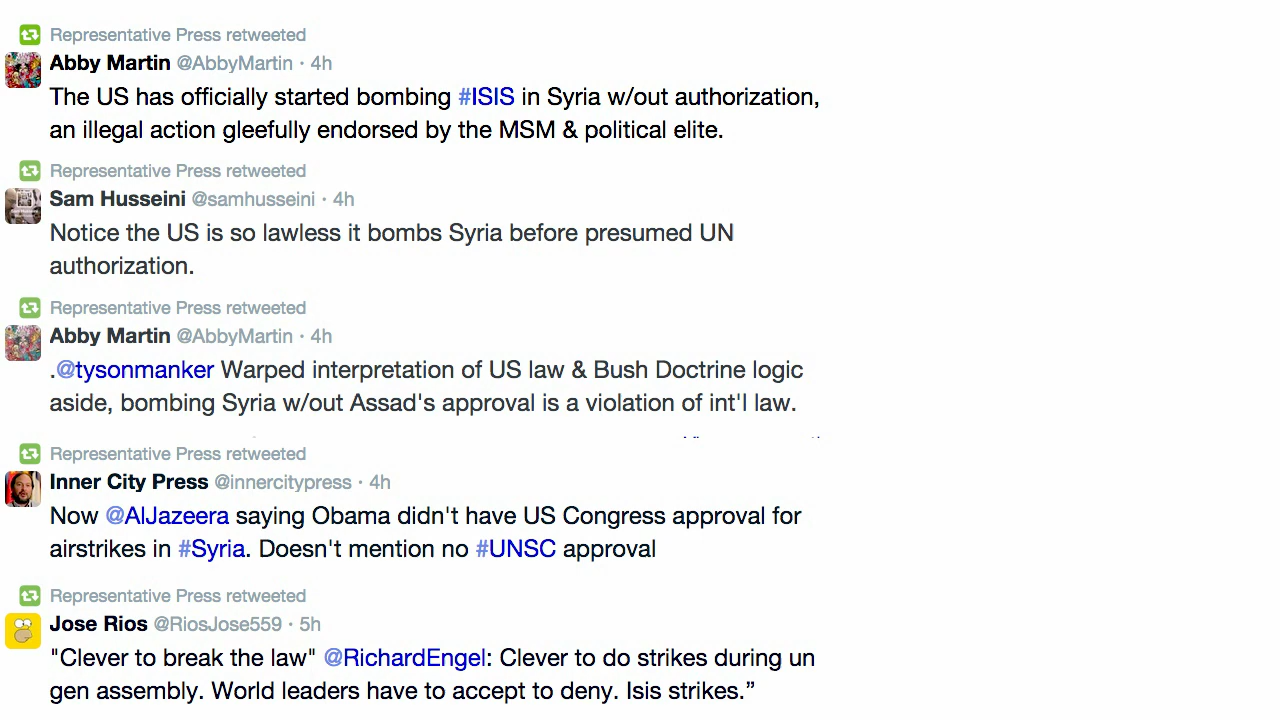 Representative Press retweeted
Abby Martin @AbbyMartin · 4h
The US has officially started bombing #ISIS in Syria w/out authorization,
an illegal action gleefully endorsed by the MSM & political elite.
Representative Press retweeted
Sam Husseini @samhusseini · 4h
Notice the US is so lawless it bombs Syria before presumed UN
authorization.
Representative Press retweeted
Abby Martin @AbbyMartin · 4h
.@tysonmanker Warped interpretation of US law & Bush Doctrine logic
aside, bombing Syria w/out Assad's approval is a violation of int'l law.
Representative Press retweeted
Inner City Press @innercitypress · 4h
Now @AlJazeera saying Obama didn't have US Congress approval for
airstrikes in #Syria. Doesn't mention no #UNSC approval
Representative Press retweeted
Jose Rios @RiosJose559 · 5h
"Clever to break the law" @RichardEngel: Clever to do strikes during un
gen assembly. World leaders have to accept to deny. Isis strikes.”